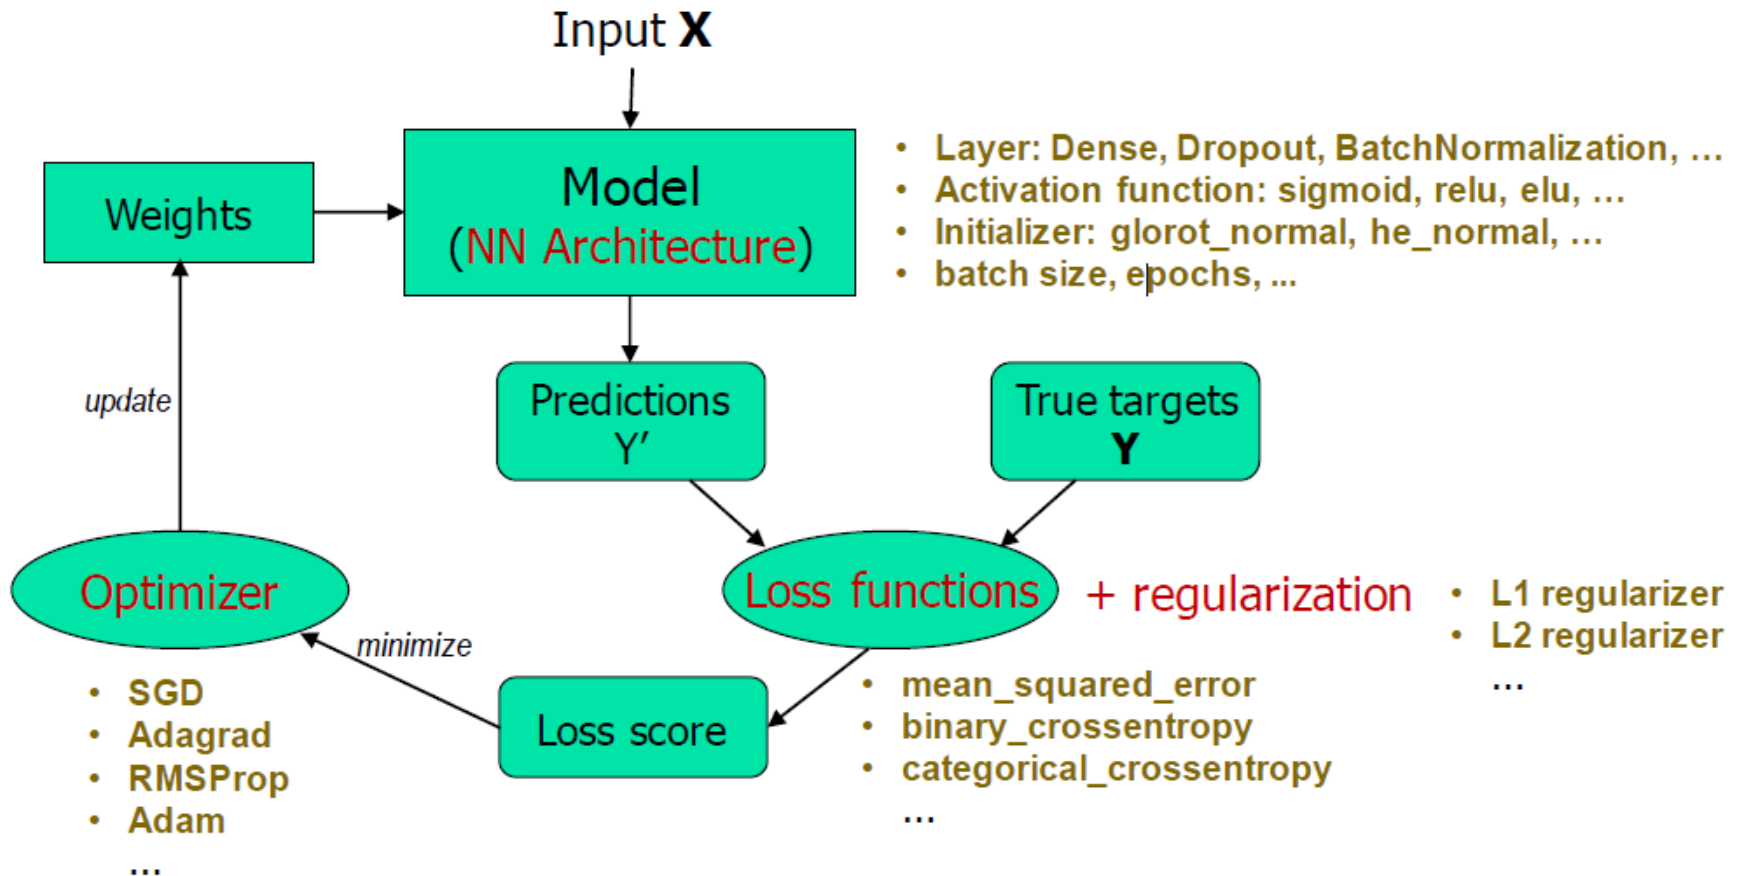 Input X
Weights
Model
(NN Architecture)
• Layer: Dense, Dropout, BatchNormalization, ...
• Activation function: sigmoid, relu, elu, ...
• Initializer: glorot_normal, he_normal, ...
• batch size, epochs, ...
update
Predictions
Y′
True targets
Y
Optimizer
Loss functions
+ regularization
• L1 regularizer
• L2 regularizer
...
minimize
Loss score
• SGD
• Adagrad
• RMSProp
• Adam
...
• mean_squared_error
• binary_crossentropy
• categorical_crossentropy
...